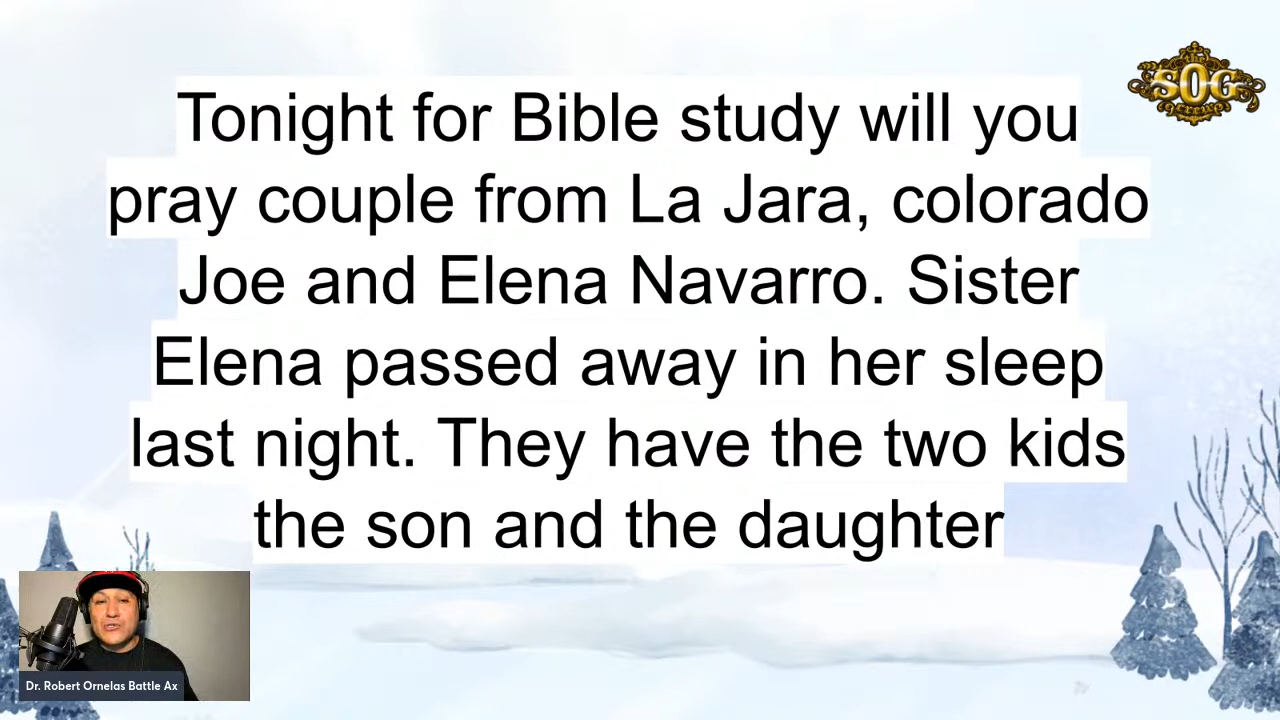 Tonight for Bible study will you
pray couple from La Jara, colorado
Joe and Elena Navarro. Sister
Elena passed away in her sleep
last night. They have the two kids
the son and the daughter
the
SOG
crew
Dr. Robert Ornelas Battle Ax